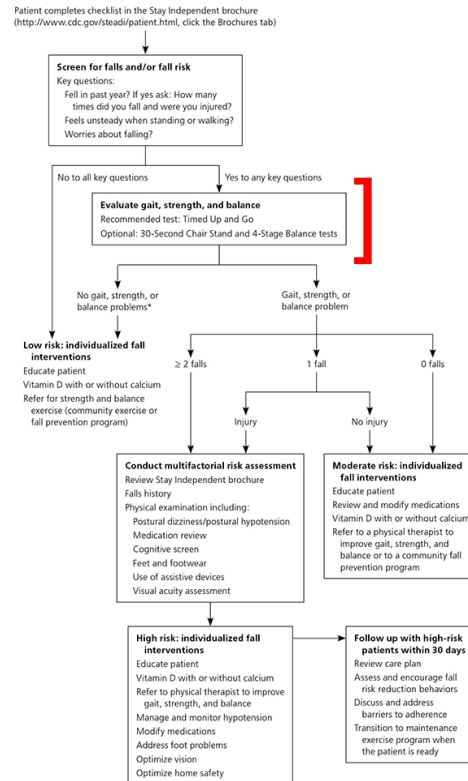 Patient completes checklist in the Stay Independent brochure
(http://www.cdc.gov/steadi/patient.html, click the Brochures tab)
Screen for falls and/or fall risk
Key questions:
Fell in past year? If yes ask: How many
times did you fall and were you injured?
Feels unsteady when standing or walking?
Worries about falling?
No to all key questions
Yes to any key questions
Evaluate gait, strength, and balance
Recommended test: Timed Up and Go
Optional: 30-Second Chair Stand and 4-Stage Balance tests
No gait, strength, or
balance problems*
Gait, strength, or
balance problem
Low risk: individualized fall
interventions
Educate patient
Vitamin D with or without calcium
Refer for strength and balance
exercise (community exercise or
fall prevention program)
≥ 2 falls
1 fall
0 falls
Injury
No injury
Conduct multifactorial risk assessment
Review Stay Independent brochure
Falls history
Physical examination including:
Postural dizziness/postural hypotension
Medication review
Cognitive screen
Feet and footwear
Use of assistive devices
Visual acuity assessment
Moderate risk: individualized
fall interventions
Educate patient
Review and modify medications
Vitamin D with or without calcium
Refer to a physical therapist to
improve gait, strength, and
balance or to a community fall
prevention program
High risk: individualized fall
interventions
Educate patient
Vitamin D with or without calcium
Refer to physical therapist to improve
gait, strength, and balance
Manage and monitor hypotension
Modify medications
Address foot problems
Optimize vision
Optimize home safety
Follow up with high-risk
patients within 30 days
Review care plan
Assess and encourage fall
risk reduction behaviors
Discuss and address
barriers to adherence
Transition to maintenance
exercise program when
the patient is ready